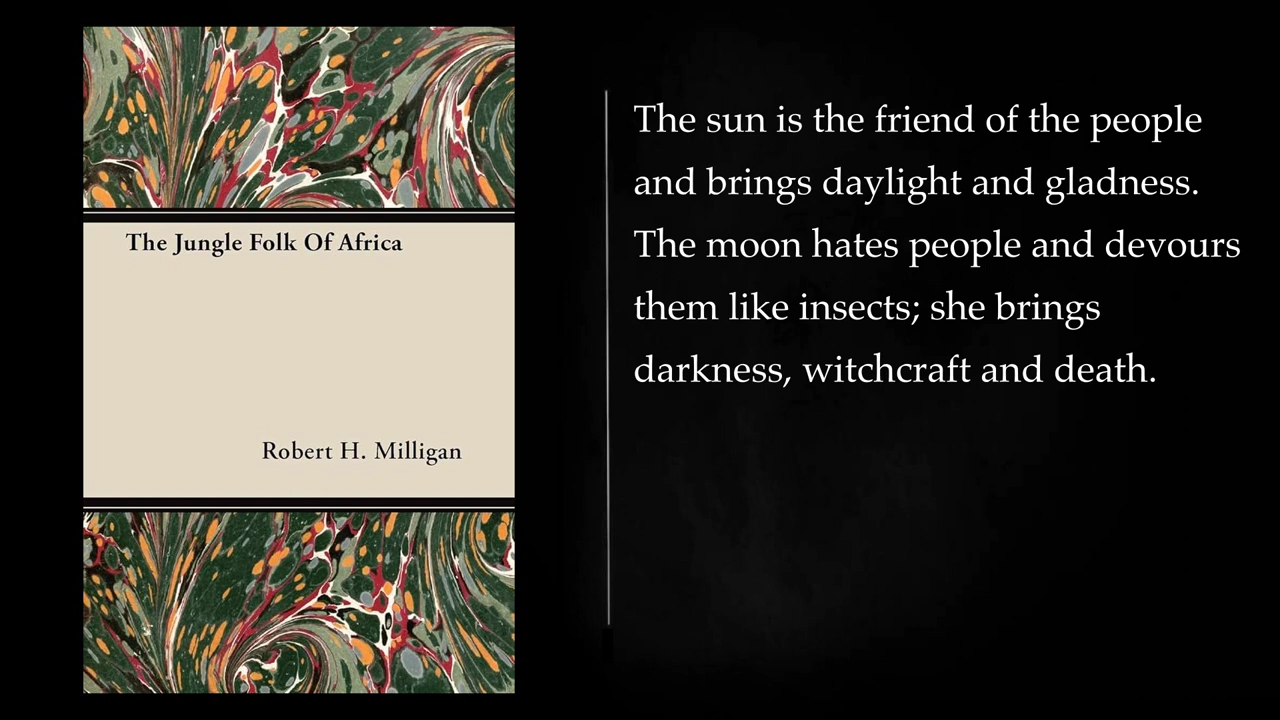 The Jungle Folk Of Africa
Robert H. Milligan
The sun is the friend of the people
and brings daylight and gladness.
The moon hates people and devours
them like insects; she brings
darkness, witchcraft and death.